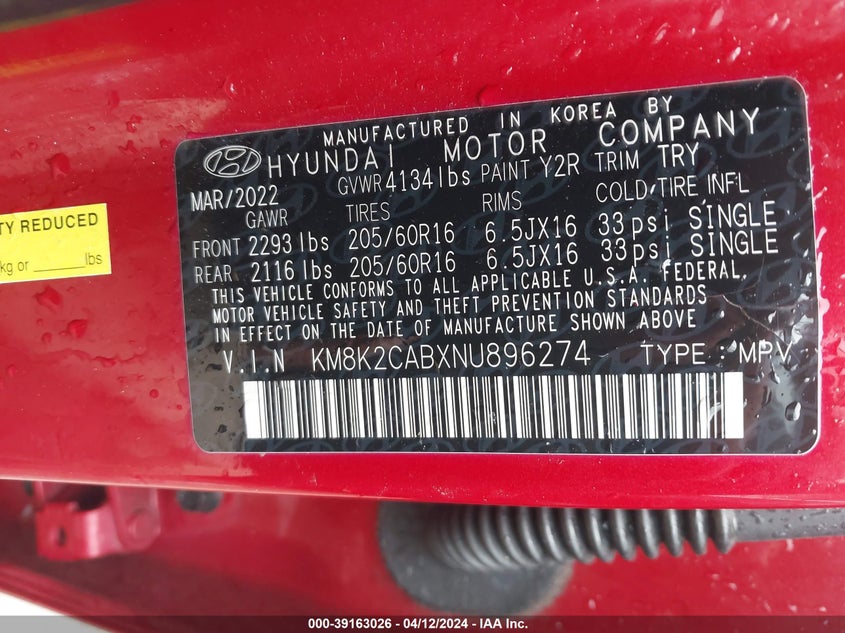 MANUFACTURED IN KOREA BY
HYUNDAI MOTOR COMPANY
MAR/2022 GVWR 4134 lbs PAINT Y2R TRIM TRY
GAWR TIRES RIMS COLD TIRE INFL
FRONT 2293 lbs 205/60R16 6.5JX16 33 psi SINGLE
REAR 2116 lbs 205/60R16 6.5JX16 33 psi SINGLE
THIS VEHICLE CONFORMS TO ALL APPLICABLE U.S.A. FEDERAL
MOTOR VEHICLE SAFETY AND THEFT PREVENTION STANDARDS
IN EFFECT ON THE DATE OF MANUFACTURE SHOWN ABOVE
V.I.N KM8K2CABXNU896274 TYPE : MPV
TY REDUCED
kg or ______lbs
000-39163026 - 04/12/2024 - IAA Inc.